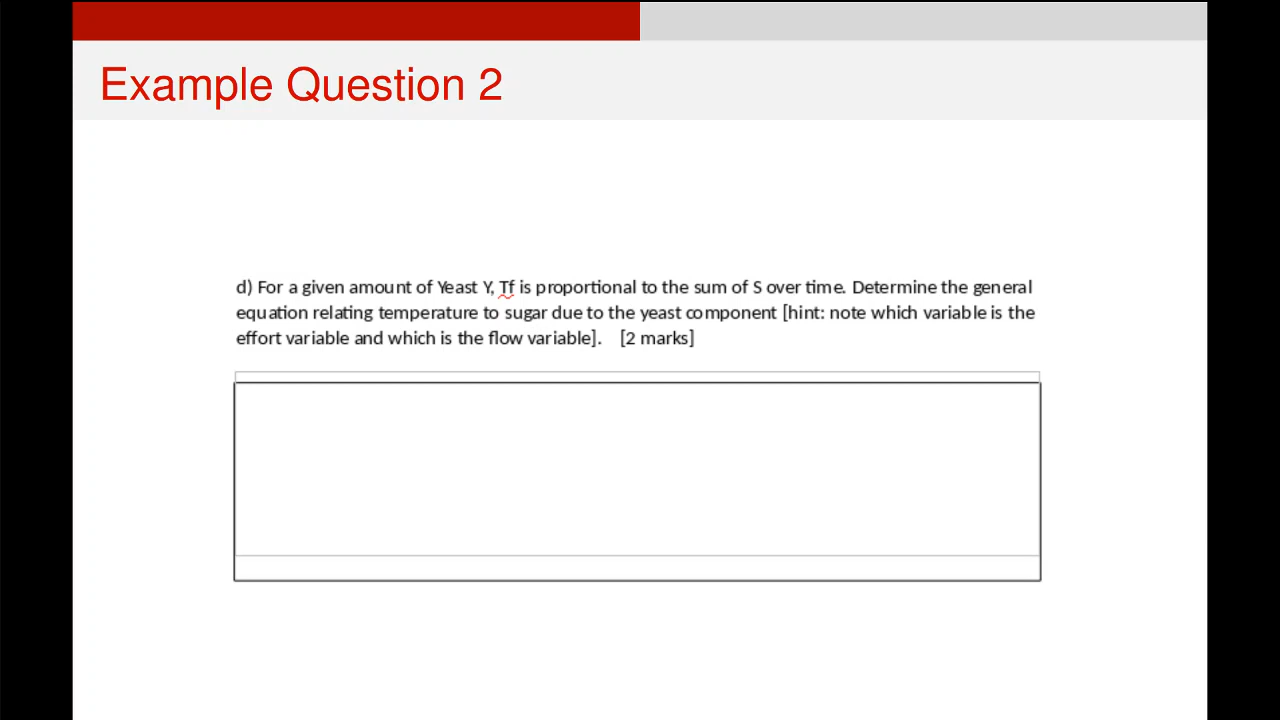 Example Question 2
d) For a given amount of Yeast Y, Tf is proportional to the sum of S over time. Determine the general
equation relating temperature to sugar due to the yeast component [hint: note which variable is the
effort variable and which is the flow variable]. [2 marks]